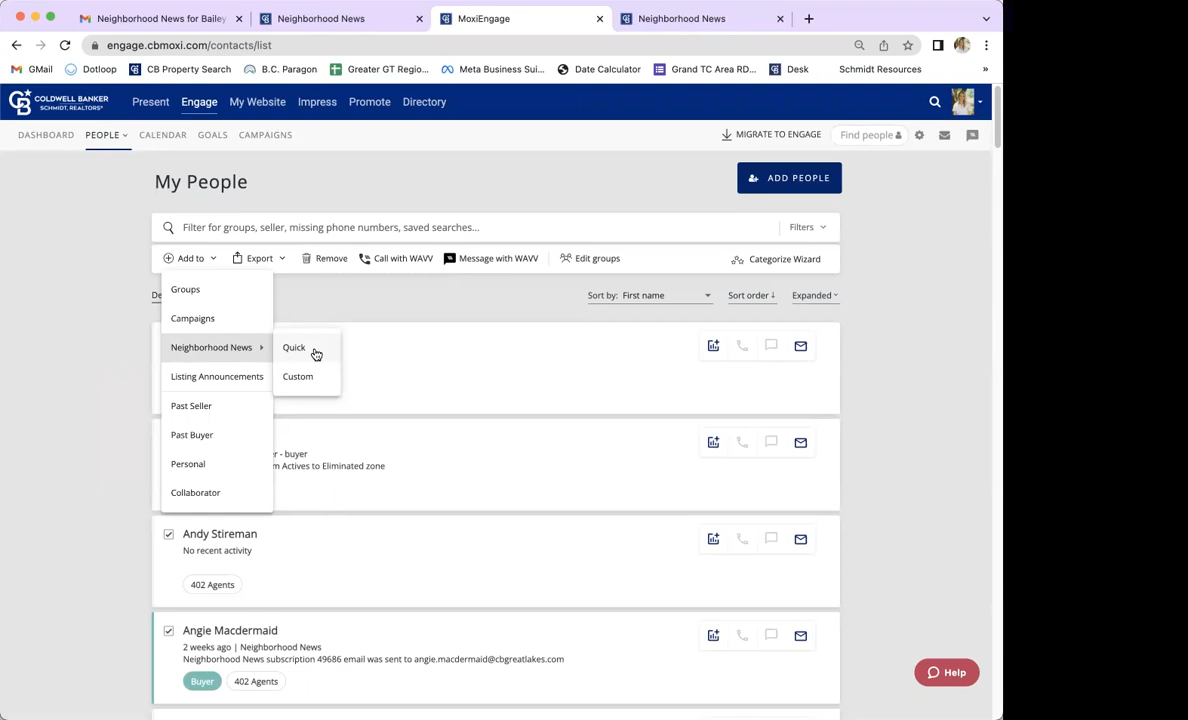 Neighborhood News for Bailey
Neighborhood News
MoxiEngage
Neighborhood News
engage.cbmoxi.com/contacts/list
GMail
Dotloop
CB Property Search
B.C. Paragon
Greater GT Regio...
Meta Business Sui...
Date Calculator
Grand TC Area RD...
Desk
Schmidt Resources
»
COLDWELL BANKER
SCHMIDT, REALTORS®
Present
Engage
My Website
Impress
Promote
Directory
DASHBOARD
PEOPLE
CALENDAR
GOALS
CAMPAIGNS
MIGRATE TO ENGAGE
Find people
My People
ADD PEOPLE
Filter for groups, seller, missing phone numbers, saved searches...
Filters
Add to
Export
Remove
Call with WAVV
Message with WAVV
Edit groups
Categorize Wizard
De
Sort by: First name
Sort order
Expanded
Groups
Campaigns
Neighborhood News
Quick
Listing Announcements
Custom
Past Seller
Past Buyer
Personal
Collaborator
r - buyer
m Actives to Eliminated zone
Andy Stireman
No recent activity
402 Agents
Angie Macdermaid
2 weeks ago | Neighborhood News
Neighborhood News subscription 49686 email was sent to angie.macdermaid@cbgreatlakes.com
Buyer
402 Agents
Help